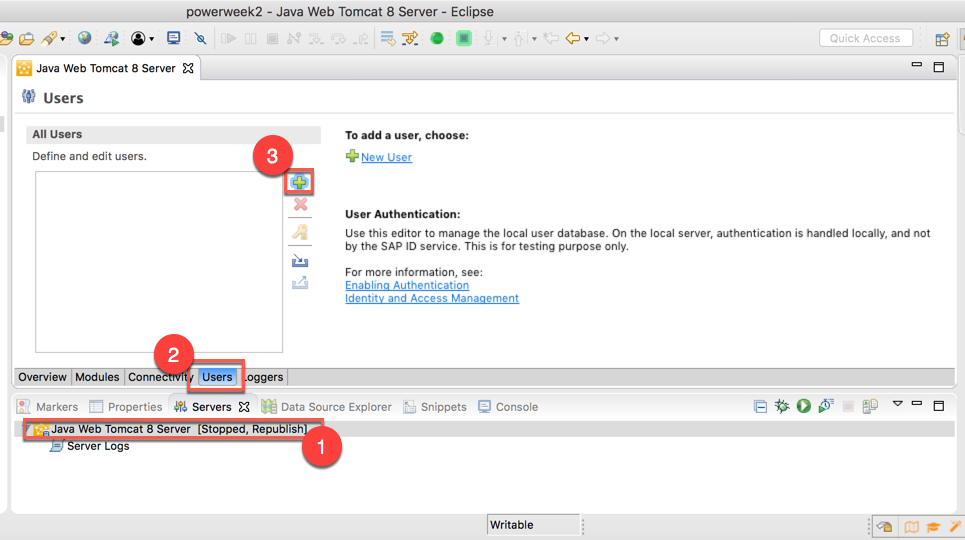 powerweek2 - Java Web Tomcat 8 Server - Eclipse
Quick Access
Java Web Tomcat 8 Server
Users
All Users
Define and edit users.
3
To add a user, choose:
New User
User Authentication:
Use this editor to manage the local user database. On the local server, authentication is handled locally, and not
by the SAP ID service. This is for testing purpose only.
For more information, see:
Enabling Authentication
Identity and Access Management
2
Overview Modules Connectivity Users oggers
Markers Properties Servers Data Source Explorer Snippets Console
Java Web Tomcat 8 Server [Stopped, Republish]
1
Server Logs
Writable